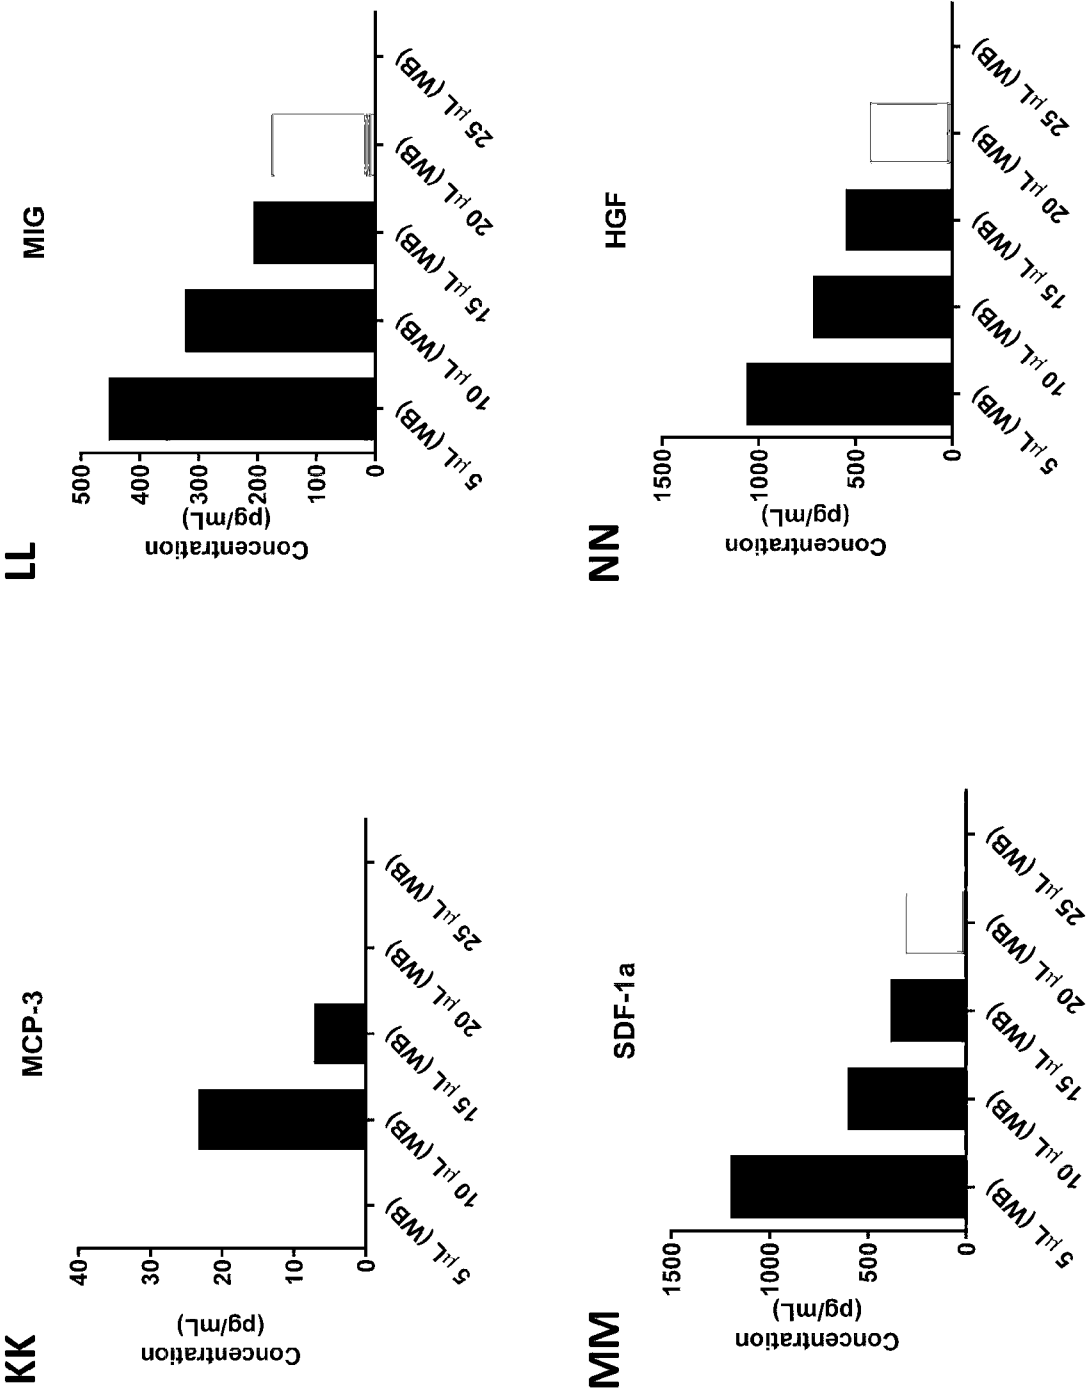 KK
MCP-3
Concentration
(pg/mL)
40
30
20
10
0
5 µL (WB)
10 µL (WB)
15 µL (WB)
20 µL (WB)
25 µL (WB)
LL
MIG
Concentration
(pg/mL)
500
400
300
200
100
0
5 µL (WB)
10 µL (WB)
15 µL (WB)
20 µL (WB)
25 µL (WB)
MM
SDF-1a
Concentration
(pg/mL)
1500
1000
500
0
5 µL (WB)
10 µL (WB)
15 µL (WB)
20 µL (WB)
25 µL (WB)
NN
HGF
Concentration
(pg/mL)
1500
1000
500
0
5 µL (WB)
10 µL (WB)
15 µL (WB)
20 µL (WB)
25 µL (WB)